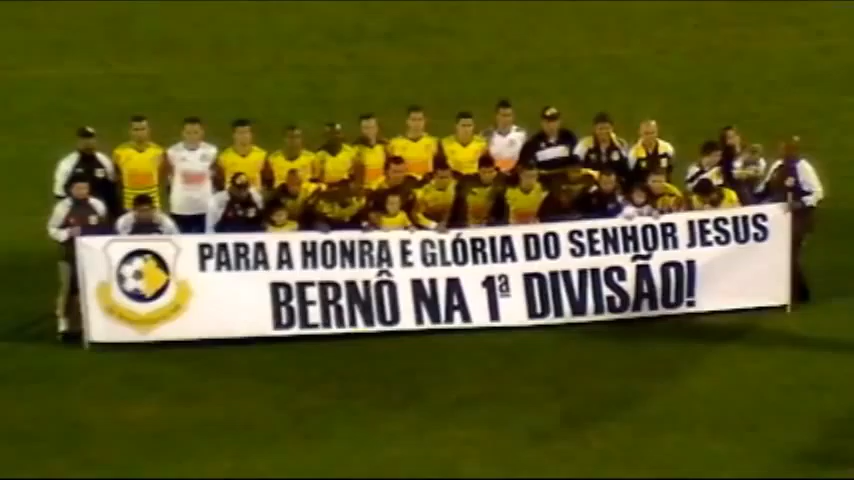 PARA A HONRA E GLÓRIA DO SENHOR JESUS
BERNÔ NA 1ª DIVISÃO!